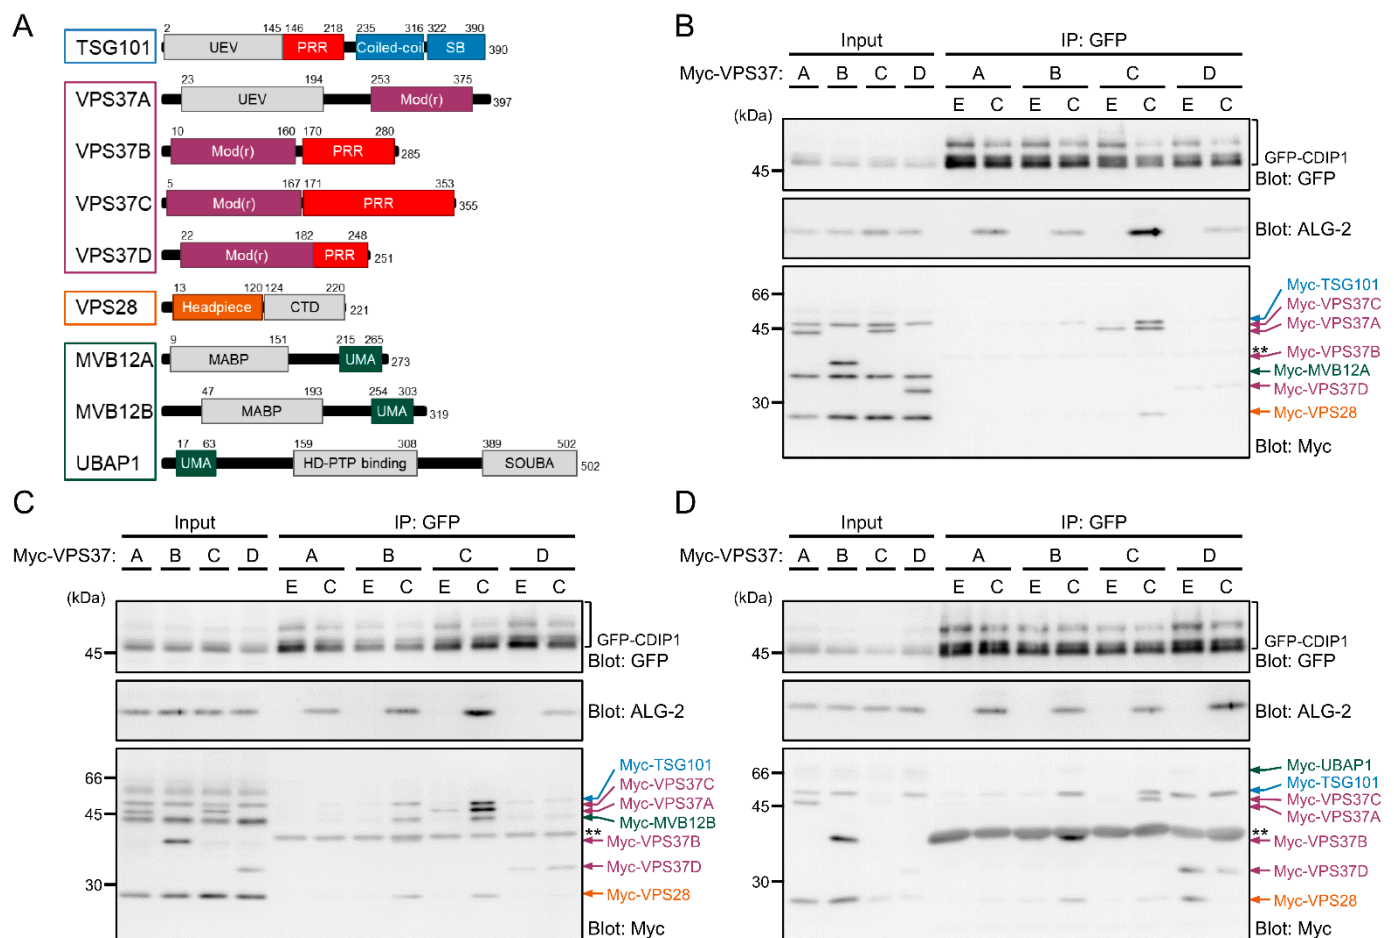 A
2 145 146 218 235 316 322 390
TSG101 UEV PRR Coiled-coi SB 390
23 194 253 375
VPS37A UEV Mod(r) 397
10 160 170 280
VPS37B Mod(r) PRR 285
5 167 171 353
VPS37C Mod(r) PRR 355
22 182 248
VPS37D Mod(r) PRR 251
13 120 124 220
VPS28 Headpiece CTD 221
9 151 215 265
MVB12A MABP UMA 273
47 193 254 303
MVB12B MABP UMA 319
17 63 159 308 389 502
UBAP1 UMA HD-PTP binding SOUBA 502
B
Input IP: GFP
Myc-VPS37: A B C D A B C D
E C E C E C E C
(kDa)
GFP-CDIP1
45
Blot: GFP
Blot: ALG-2
66
Myc-TSG101
Myc-VPS37C
45
Myc-VPS37A
**
Myc-VPS37B
Myc-MVB12A
Myc-VPS37D
30
Myc-VPS28
Blot: Myc
C
Input IP: GFP
Myc-VPS37: A B C D A B C D
E C E C E C E C
(kDa)
GFP-CDIP1
45
Blot: GFP
Blot: ALG-2
66
Myc-TSG101
Myc-VPS37C
Myc-VPS37A
45
Myc-MVB12B
**
Myc-VPS37B
Myc-VPS37D
30
Myc-VPS28
Blot: Myc
D
Input IP: GFP
Myc-VPS37: A B C D A B C D
E C E C E C E C
(kDa)
GFP-CDIP1
45
Blot: GFP
Blot: ALG-2
66
Myc-UBAP1
Myc-TSG101
Myc-VPS37C
45
Myc-VPS37A
**
Myc-VPS37B
Myc-VPS37D
30
Myc-VPS28
Blot: Myc